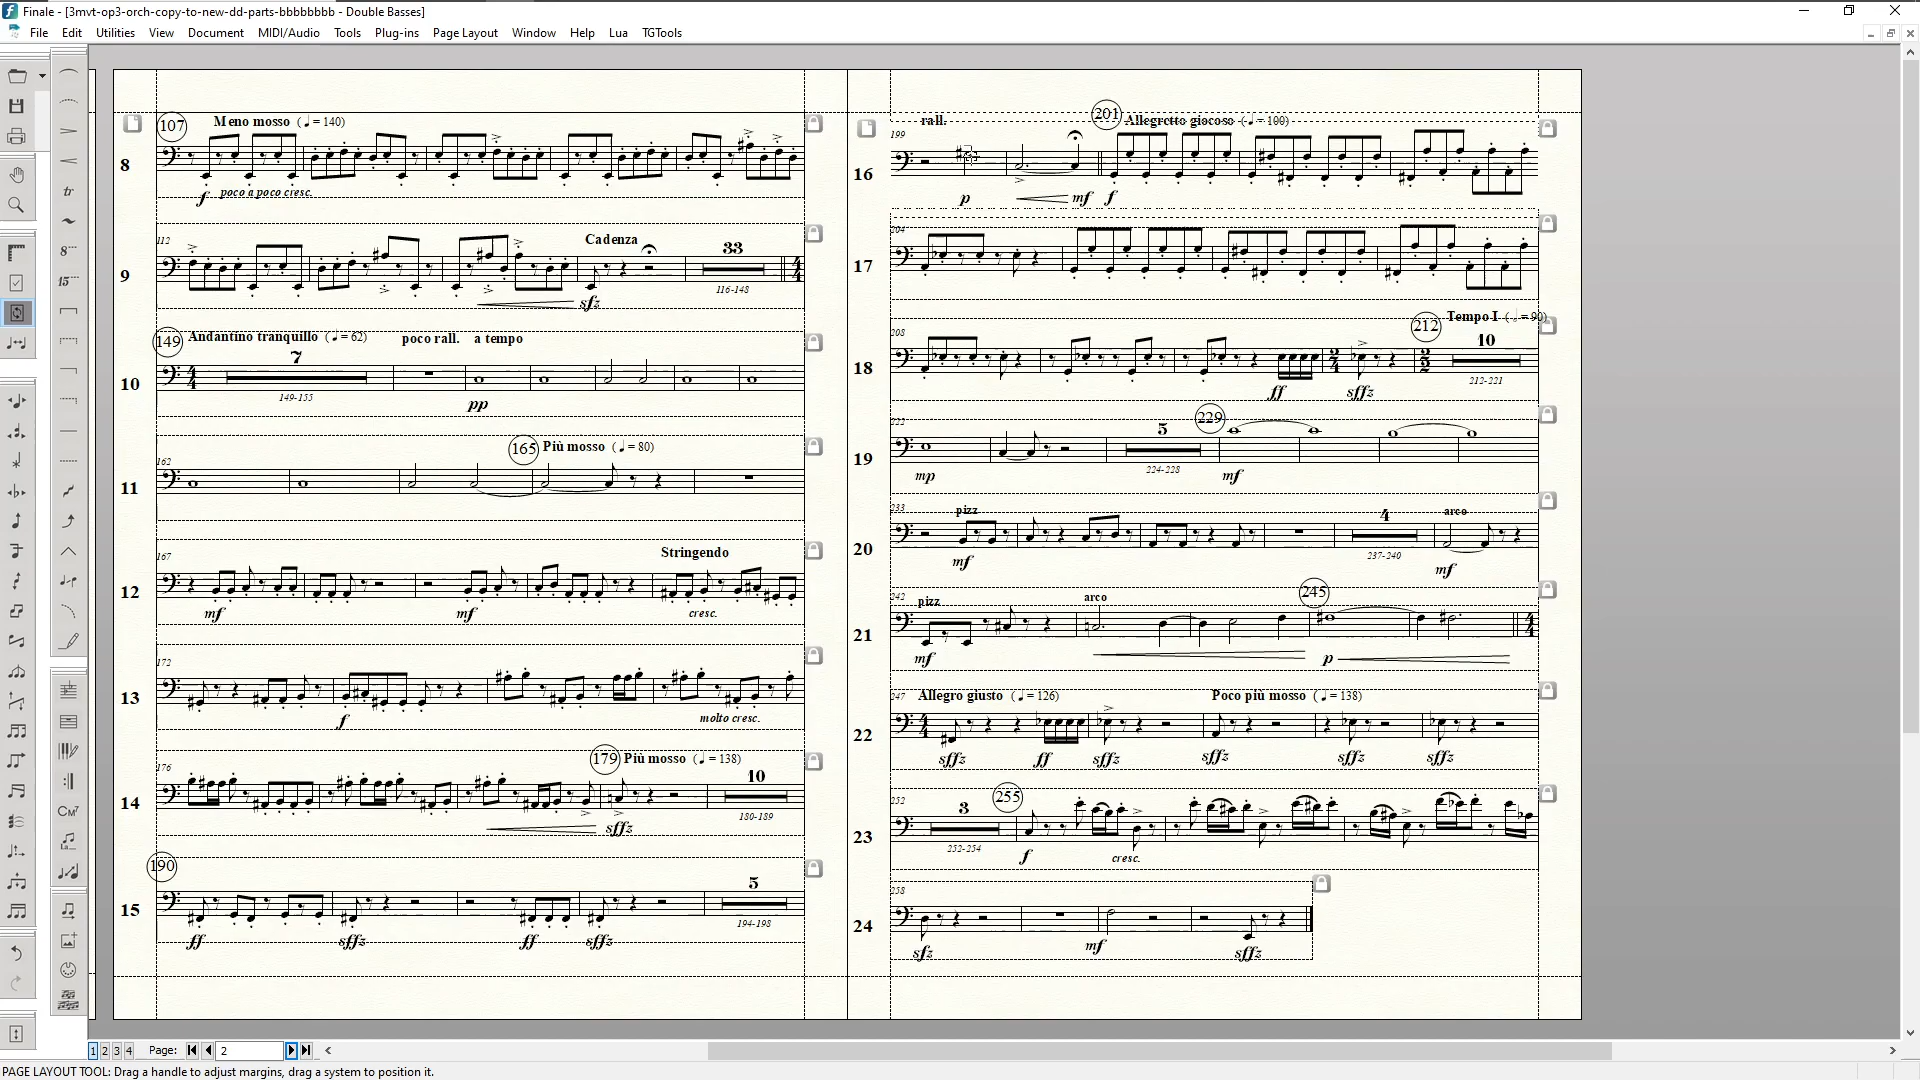 Finale - [3mvt-op3-orch-copy-to-new-dd-parts-bbbbbbbb - Double Basses]
File Edit Utilities View Document MIDI/Audio Tools Plug-ins Page Layout Window Help Lua TGTools
107 Meno mosso (♩ = 140)
8
f poco a poco cresc.
112 Cadenza 33
9
sfz 116-148
149 Andantino tranquillo (♩ = 62) poco rall. a tempo
7
10
149-155 pp
165 Più mosso (♩ = 80)
162
11
167 Stringendo
12
mf mf cresc.
172
13
f molto cresc.
176 179 Più mosso (♩ = 138) 10
14
sffz 180-189
190 5
15
ff sffz ff sffz 194-198
rall. 201 Allegretto giocoso (♩ = 100)
199
16
p mf f
204
17
208 212 Tempo I (𝅗𝅥 = 90)
10
18
ff sffz 212-221
222 5 229
19
mp 224-228 mf
233 pizz 4 arco
20
mf 237-240 mf
242 pizz arco 245
21
mf p
247 Allegro giusto (♩ = 126) Poco più mosso (♩ = 138)
22
sffz ff sffz sffz sffz sffz
252 3 255
23
252-254 f cresc.
258
24
sfz mf sffz
tr
8
15
CM7
1 2 3 4 Page: 2
PAGE LAYOUT TOOL: Drag a handle to adjust margins, drag a system to position it.